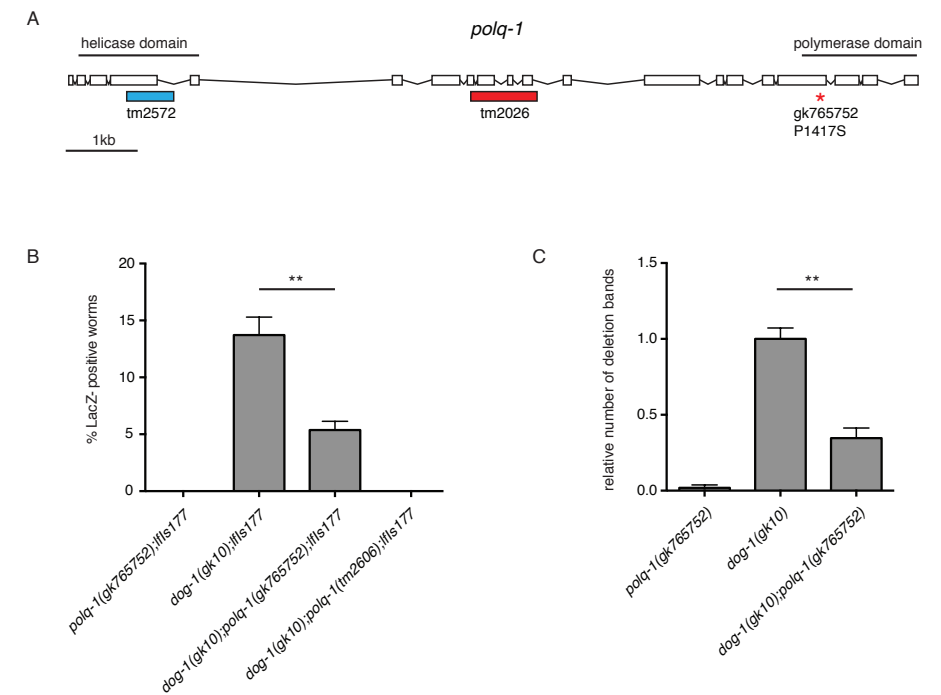 A
polq-1
helicase domain
polymerase domain
tm2572
tm2026
*
gk765752
P1417S
1kb
B
20
15
10
5
0
% LacZ-positive worms
**
polq-1(gk765752);lfIs177
dog-1(gk10);lfIs177
dog-1(gk10);polq-1(gk765752);lfIs177
dog-1(gk10);polq-1(tm2606);lfIs177
C
1.5
1.0
0.5
0.0
relative number of deletion bands
**
polq-1(gk765752)
dog-1(gk10)
dog-1(gk10);polq-1(gk765752)